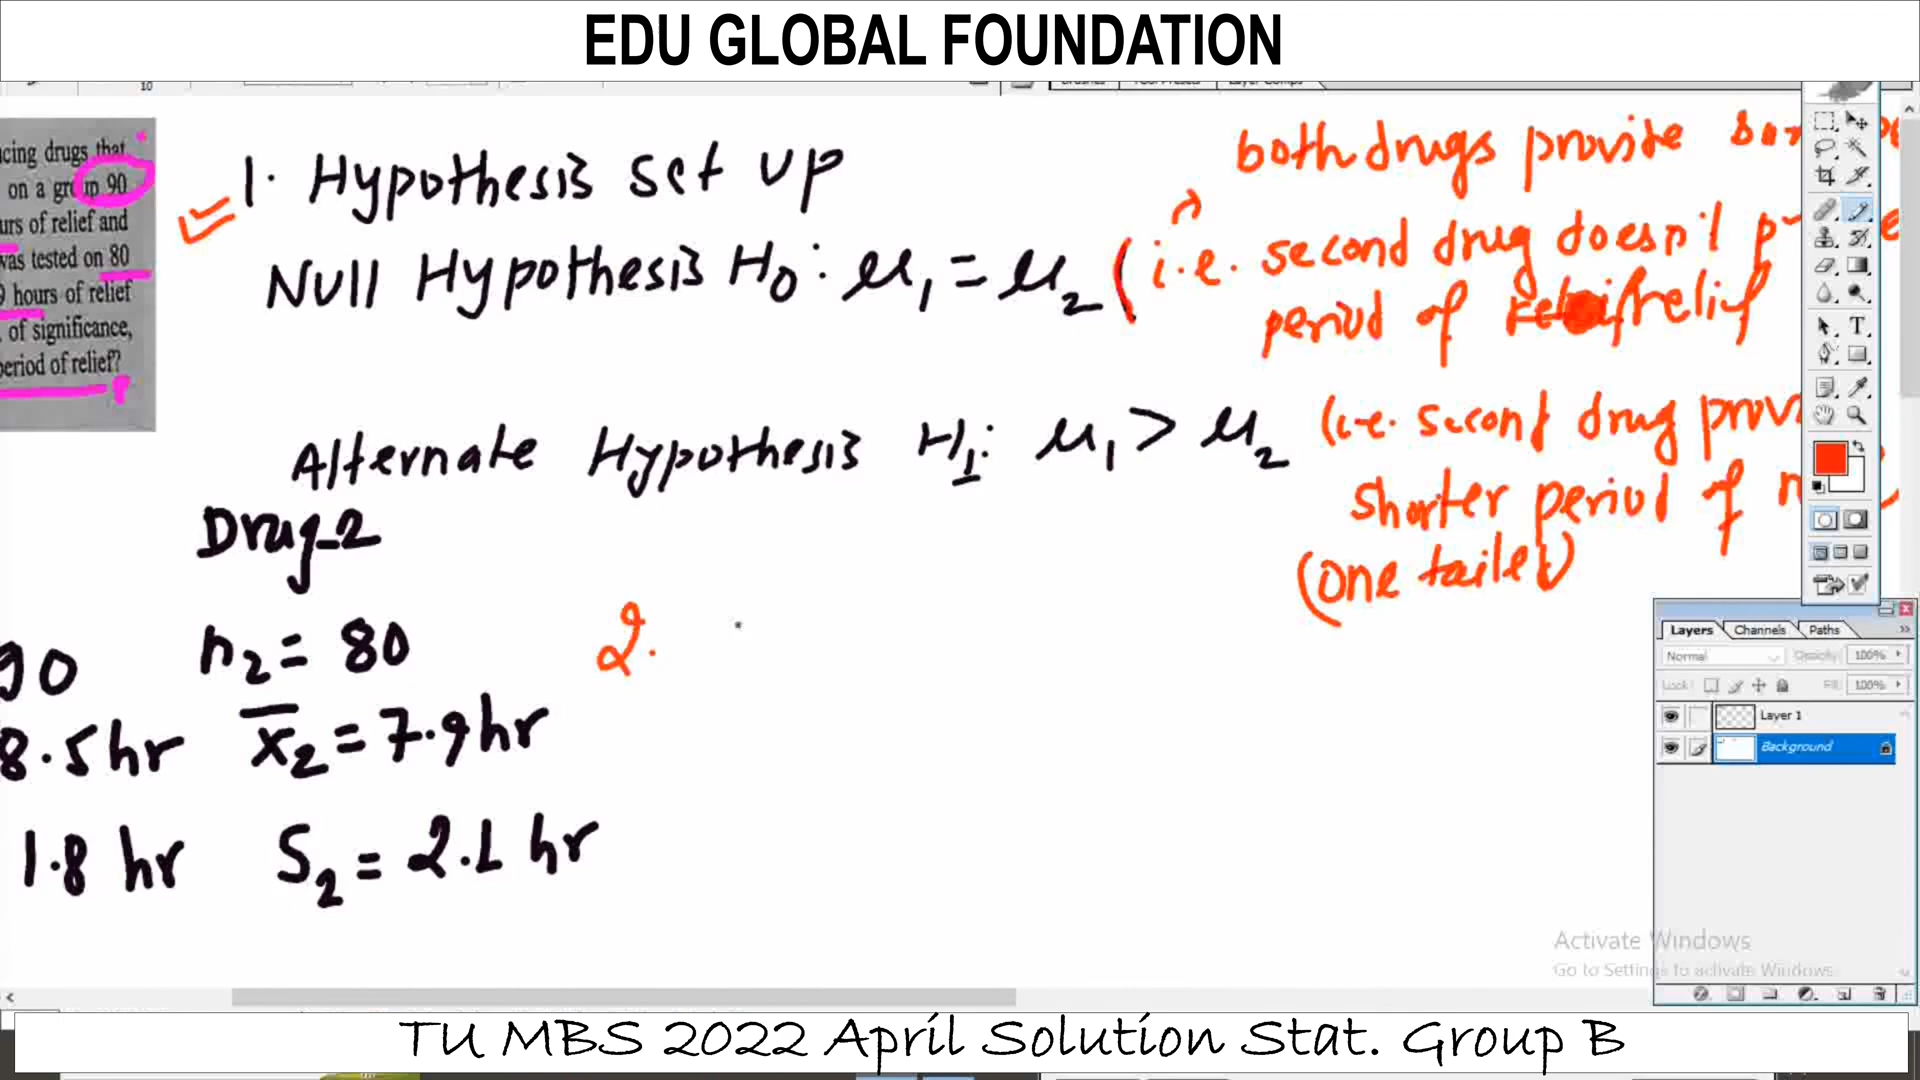 EDU GLOBAL FOUNDATION
10
cing drugs that
on a group 90
urs of relief and
was tested on 80
9 hours of relief
of significance,
period of relief?
1. Hypothesis set up
both drugs provide
Null Hypothesis H0: μ1 = μ2 (i.e. second drug doesn't
period of relief
Alternate Hypothesis H1: μ1 > μ2 (i.e. second drug
shorter period of
(one tailed)
Drug-2
90 n2 = 80
2.
8.5 hr x̄2 = 7.9 hr
1.8 hr S2 = 2.1 hr
Layers Channels Paths
Normal Opacity: 100%
Lock: Fill: 100%
Layer 1
Background
Activate Windows
Go to Settings to activate Windows.
TU MBS 2022 April Solution Stat. Group B